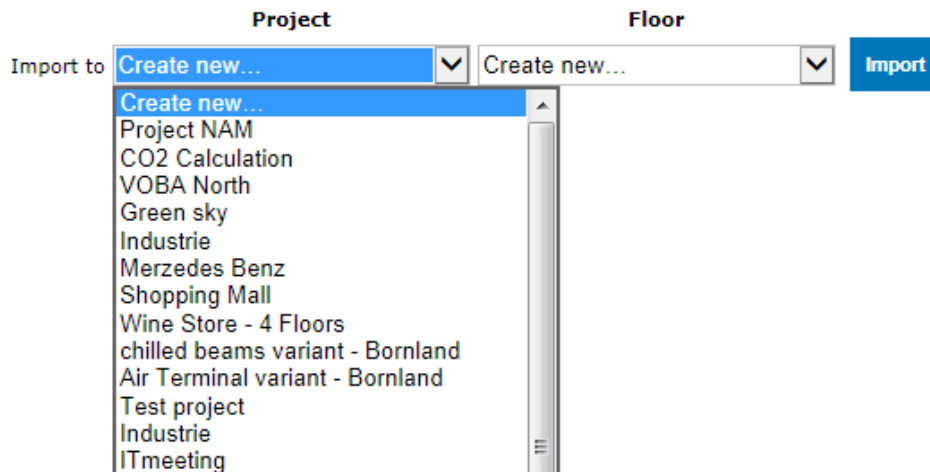 Project Floor
Import to Create new... Create new... Import
Create new...
Project NAM
CO2 Calculation
VOBA North
Green sky
Industrie
Merzedes Benz
Shopping Mall
Wine Store - 4 Floors
chilled beams variant - Bornland
Air Terminal variant - Bornland
Test project
Industrie
ITmeeting